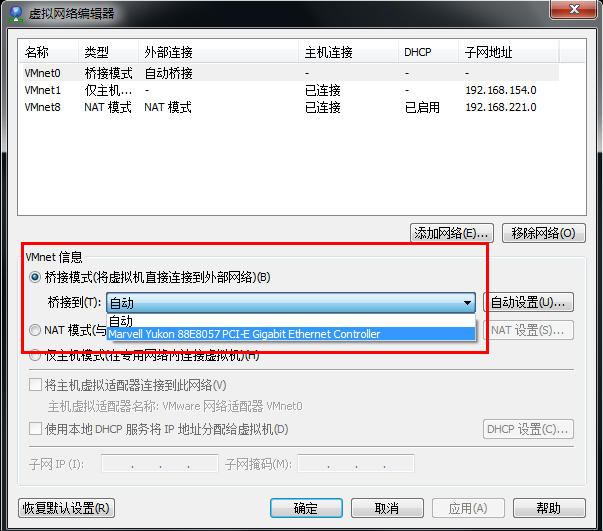 虚拟网络编辑器
名称 类型 外部连接 主机连接 DHCP 子网地址
VMnet0 桥接模式 自动桥接 - - -
VMnet1 仅主机... - 已连接 - 192.168.154.0
VMnet8 NAT 模式 NAT 模式 已连接 已启用 192.168.221.0
添加网络(E)... 移除网络(O)
VMnet 信息
桥接模式(将虚拟机直接连接到外部网络)(B)
桥接到(T): 自动 自动设置(U)...
自动
NAT 模式(与 NAT 设置(S)...
Marvell Yukon 88E8057 PCI-E Gigabit Ethernet Controller
仅主机模式(在专用网络内连接虚拟机)(H)
将主机虚拟适配器连接到此网络(V)
主机虚拟适配器名称: VMware 网络适配器 VMnet0
使用本地 DHCP 服务将 IP 地址分配给虚拟机(D) DHCP 设置(C)...
子网 IP (I): . . . 子网掩码(M): . . .
恢复默认设置(R) 确定 取消 应用(A) 帮助